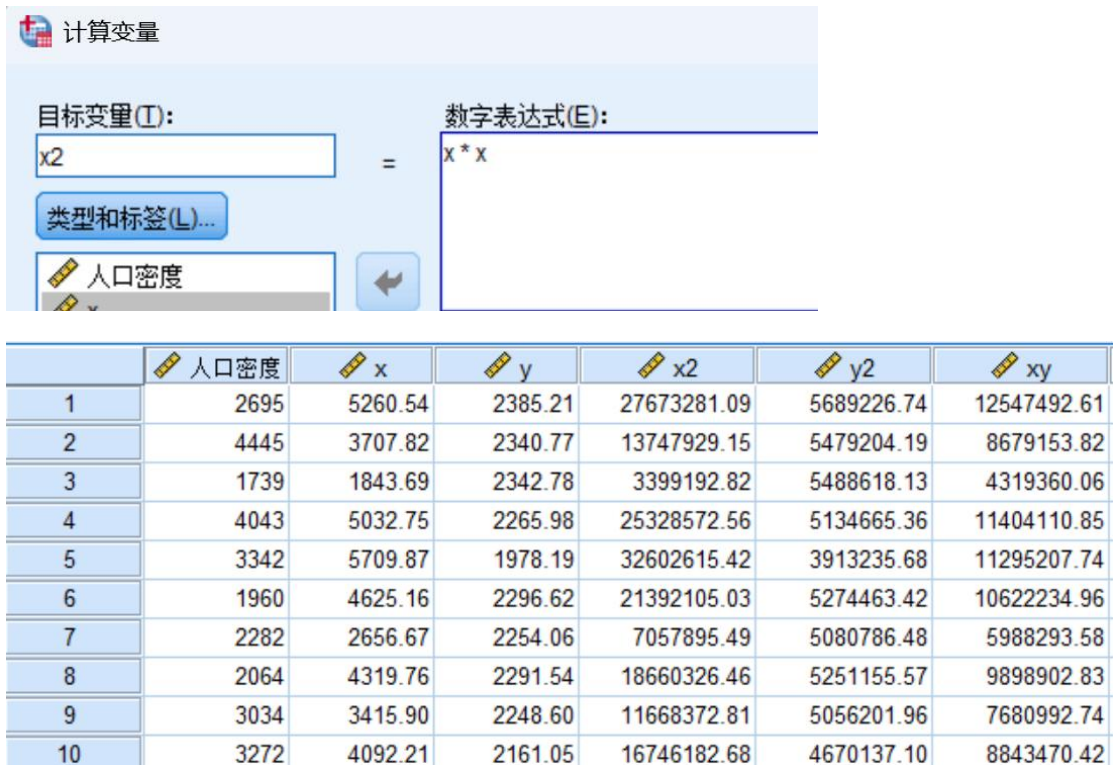 计算变量
目标变量(T):
数字表达式(E):
x2
=
x * x
类型和标签(L)...
人口密度
x
人口密度 x y x2 y2 xy
1 2695 5260.54 2385.21 27673281.09 5689226.74 12547492.61
2 4445 3707.82 2340.77 13747929.15 5479204.19 8679153.82
3 1739 1843.69 2342.78 3399192.82 5488618.13 4319360.06
4 4043 5032.75 2265.98 25328572.56 5134665.36 11404110.85
5 3342 5709.87 1978.19 32602615.42 3913235.68 11295207.74
6 1960 4625.16 2296.62 21392105.03 5274463.42 10622234.96
7 2282 2656.67 2254.06 7057895.49 5080786.48 5988293.58
8 2064 4319.76 2291.54 18660326.46 5251155.57 9898902.83
9 3034 3415.90 2248.60 11668372.81 5056201.96 7680992.74
10 3272 4092.21 2161.05 16746182.68 4670137.10 8843470.42